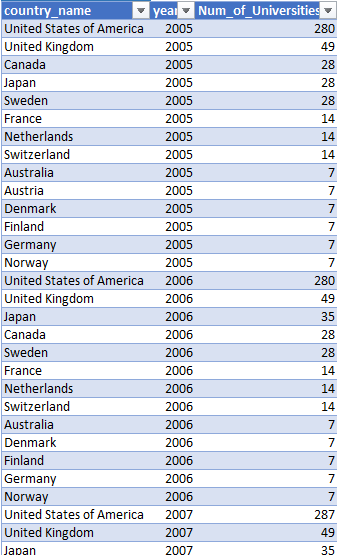 country_name year Num_of_Universities
United States of America 2005 280
United Kingdom 2005 49
Canada 2005 28
Japan 2005 28
Sweden 2005 28
France 2005 14
Netherlands 2005 14
Switzerland 2005 14
Australia 2005 7
Austria 2005 7
Denmark 2005 7
Finland 2005 7
Germany 2005 7
Norway 2005 7
United States of America 2006 280
United Kingdom 2006 49
Japan 2006 35
Canada 2006 28
Sweden 2006 28
France 2006 14
Netherlands 2006 14
Switzerland 2006 14
Australia 2006 7
Denmark 2006 7
Finland 2006 7
Germany 2006 7
Norway 2006 7
United States of America 2007 287
United Kingdom 2007 49
Japan 2007 35